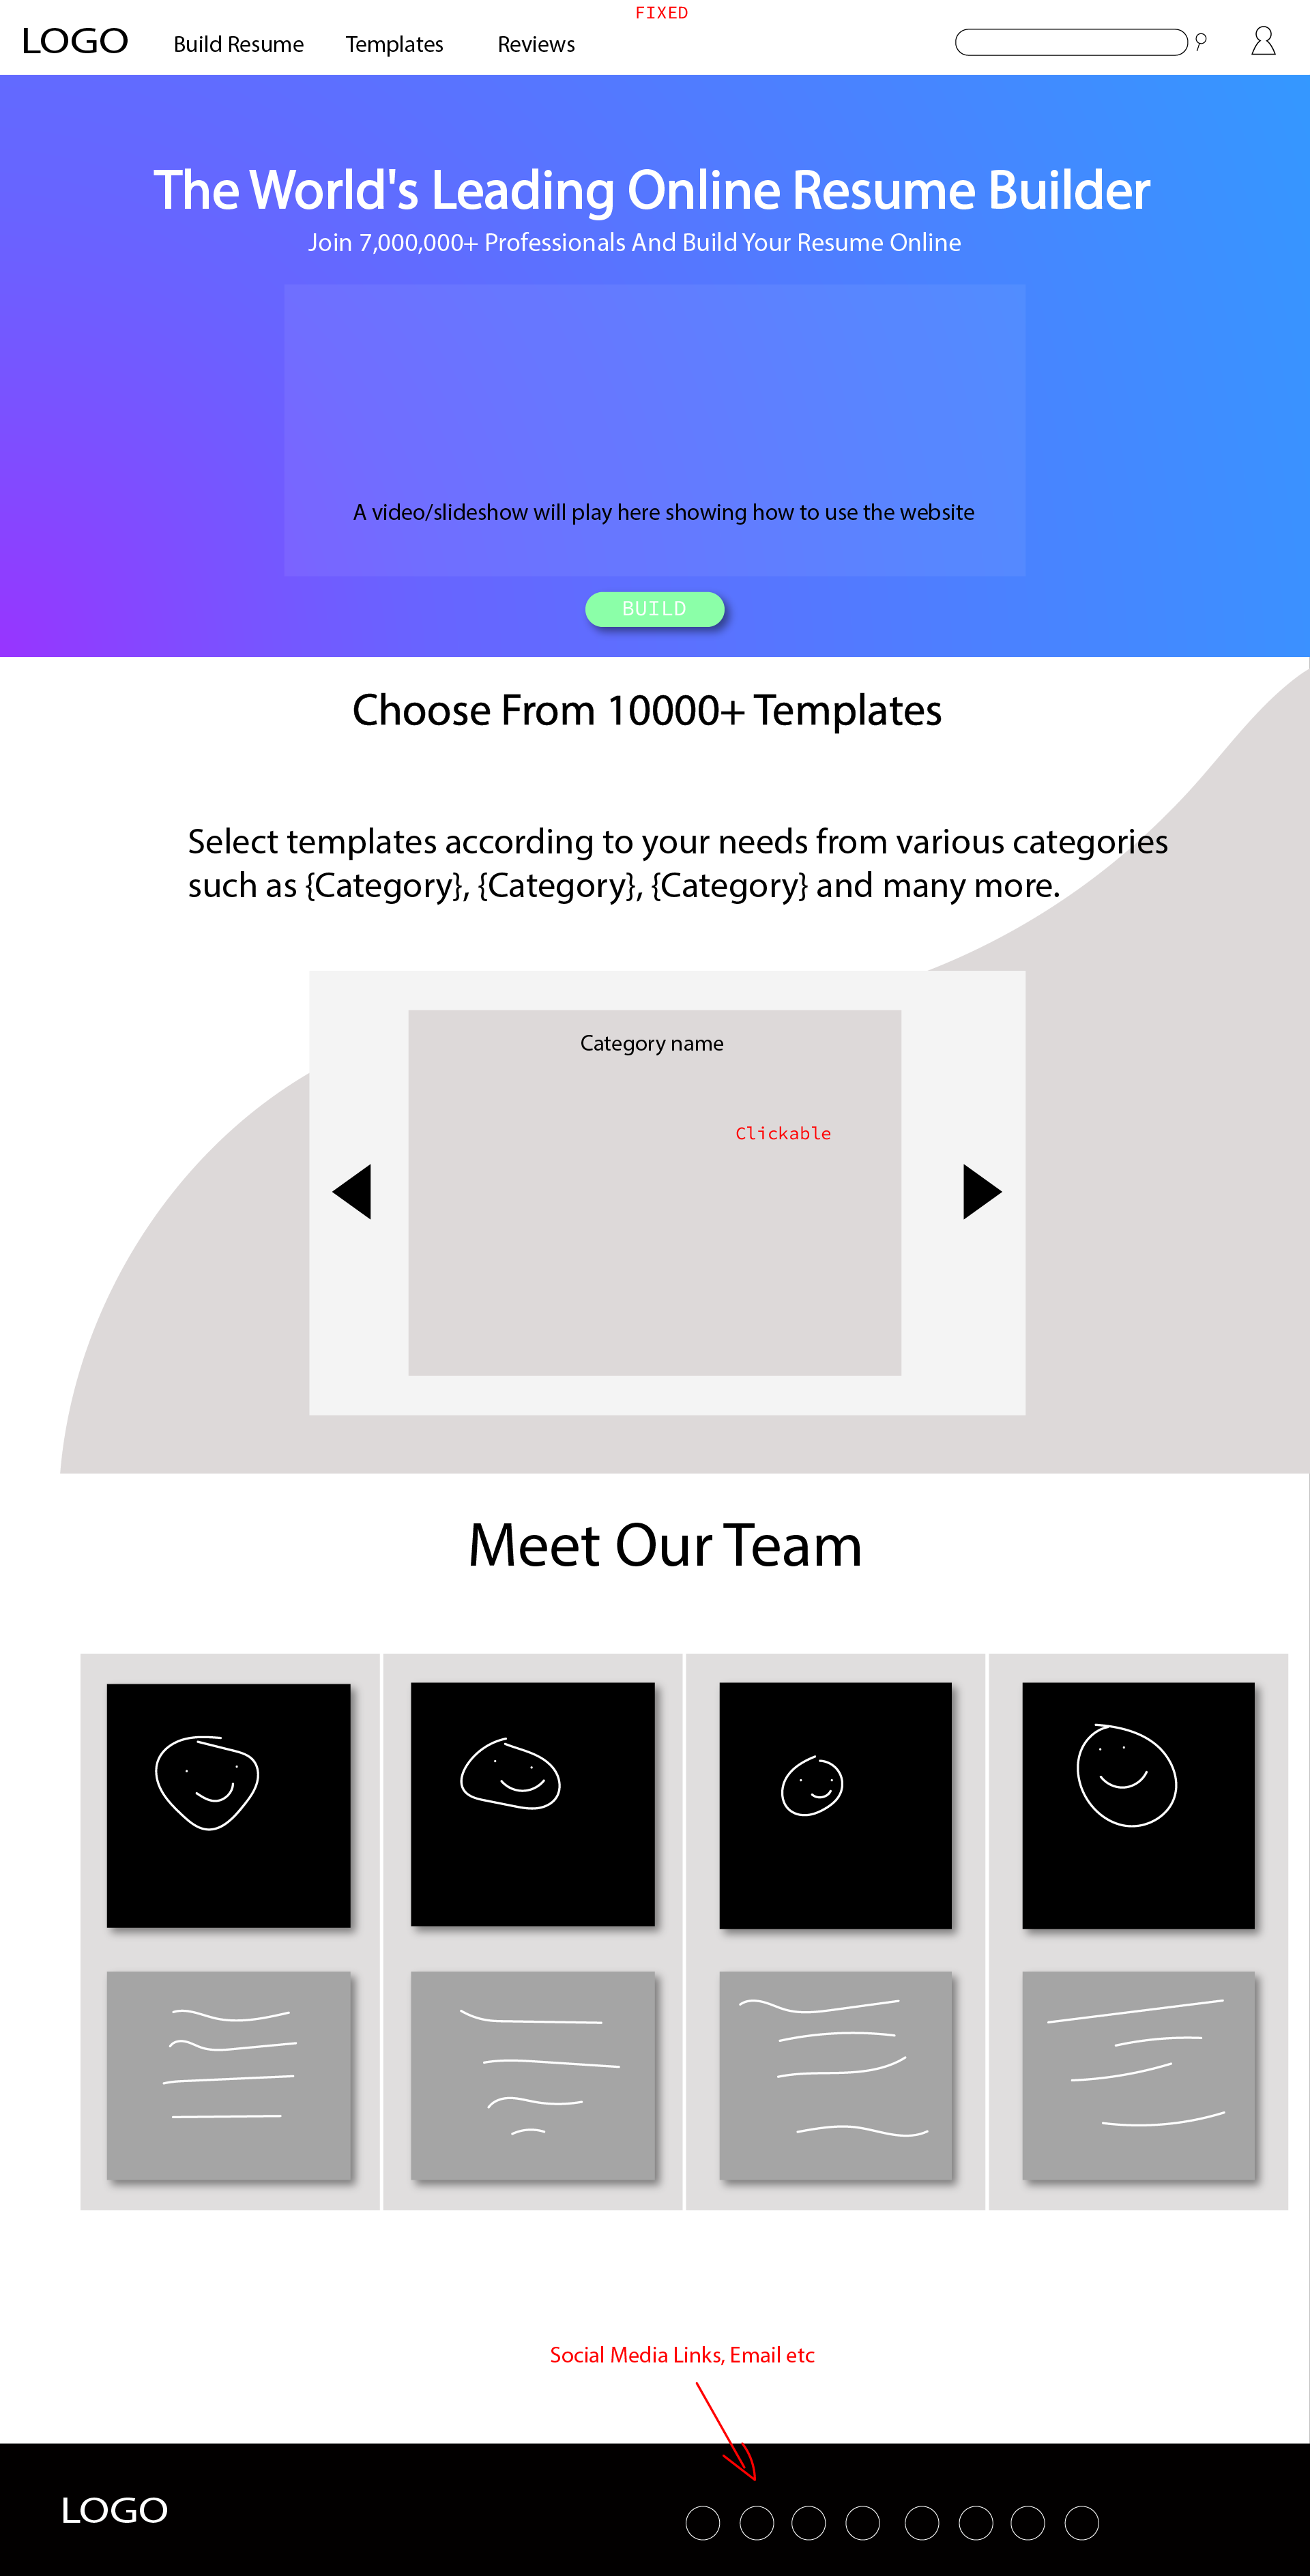 FIXED
LOGO
Build Resume
Templates
Reviews
The World's Leading Online Resume Builder
Join 7,000,000+ Professionals And Build Your Resume Online
A video/slideshow will play here showing how to use the website
BUILD
Choose From 10000+ Templates
Select templates according to your needs from various categories
such as {Category}, {Category}, {Category} and many more.
Category name
Clickable
Meet Our Team
Social Media Links, Email etc
LOGO